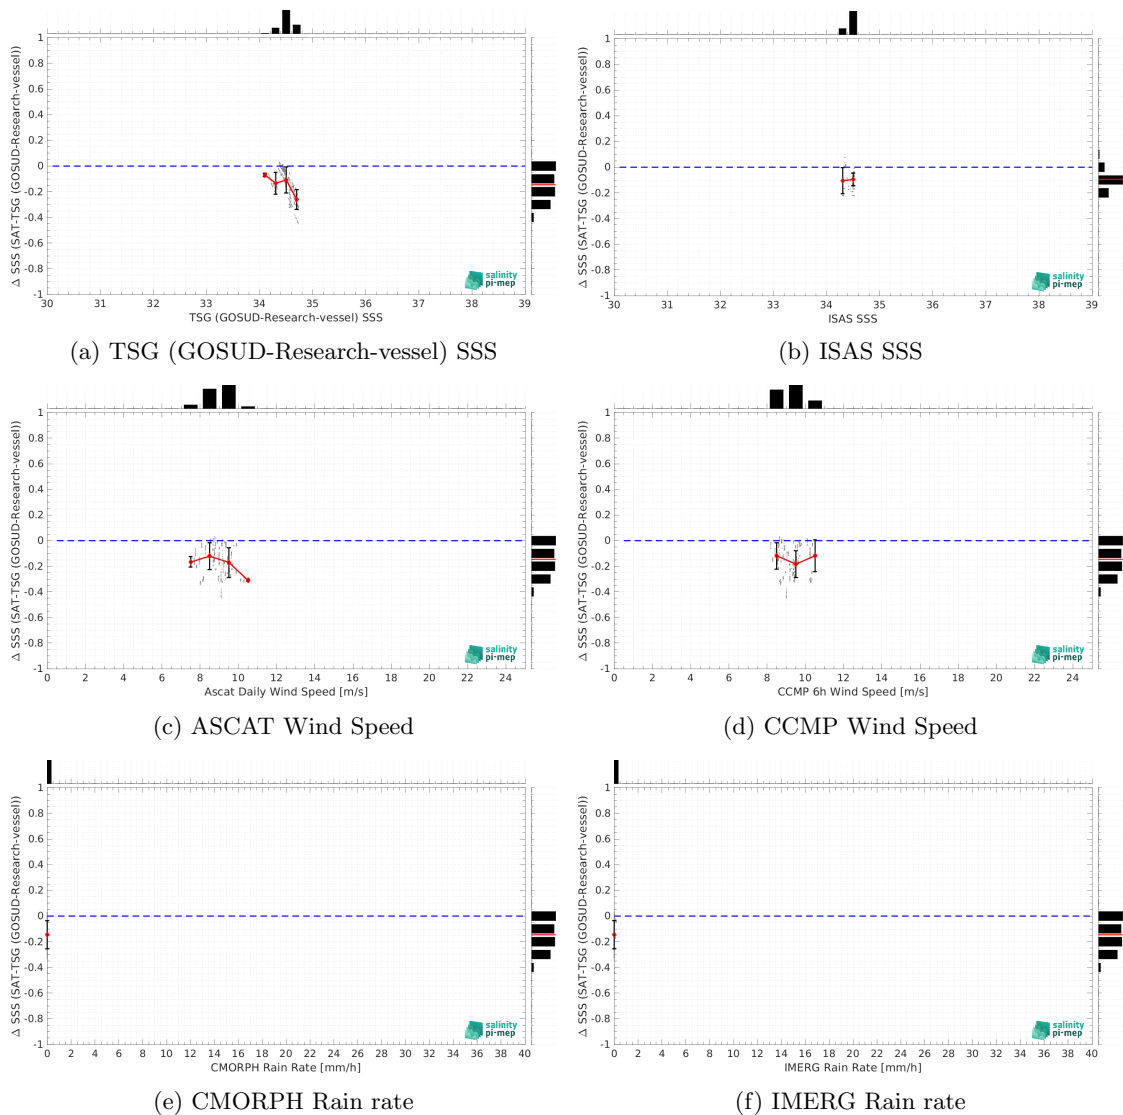 1
0.8
0.6
0.4
0.2
0
-0.2
-0.4
-0.6
-0.8
-1
Δ SSS (SAT-TSG (GOSUD-Research-vessel))
30 31 32 33 34 35 36 37 38 39
TSG (GOSUD-Research-vessel) SSS
salinity
pi-mep
(a) TSG (GOSUD-Research-vessel) SSS
1
0.8
0.6
0.4
0.2
0
-0.2
-0.4
-0.6
-0.8
-1
Δ SSS (SAT-TSG (GOSUD-Research-vessel))
30 31 32 33 34 35 36 37 38 39
ISAS SSS
salinity
pi-mep
(b) ISAS SSS
1
0.8
0.6
0.4
0.2
0
-0.2
-0.4
-0.6
-0.8
-1
Δ SSS (SAT-TSG (GOSUD-Research-vessel))
0 2 4 6 8 10 12 14 16 18 20 22 24
Ascat Daily Wind Speed [m/s]
salinity
pi-mep
(c) ASCAT Wind Speed
1
0.8
0.6
0.4
0.2
0
-0.2
-0.4
-0.6
-0.8
-1
Δ SSS (SAT-TSG (GOSUD-Research-vessel))
0 2 4 6 8 10 12 14 16 18 20 22 24
CCMP 6h Wind Speed [m/s]
salinity
pi-mep
(d) CCMP Wind Speed
1
0.8
0.6
0.4
0.2
0
-0.2
-0.4
-0.6
-0.8
-1
Δ SSS (SAT-TSG (GOSUD-Research-vessel))
0 2 4 6 8 10 12 14 16 18 20 22 24 26 28 30 32 34 36 38 40
CMORPH Rain Rate [mm/h]
salinity
pi-mep
(e) CMORPH Rain rate
1
0.8
0.6
0.4
0.2
0
-0.2
-0.4
-0.6
-0.8
-1
Δ SSS (SAT-TSG (GOSUD-Research-vessel))
0 2 4 6 8 10 12 14 16 18 20 22 24 26 28 30 32 34 36 38 40
IMERG Rain Rate [mm/h]
salinity
pi-mep
(f) IMERG Rain rate